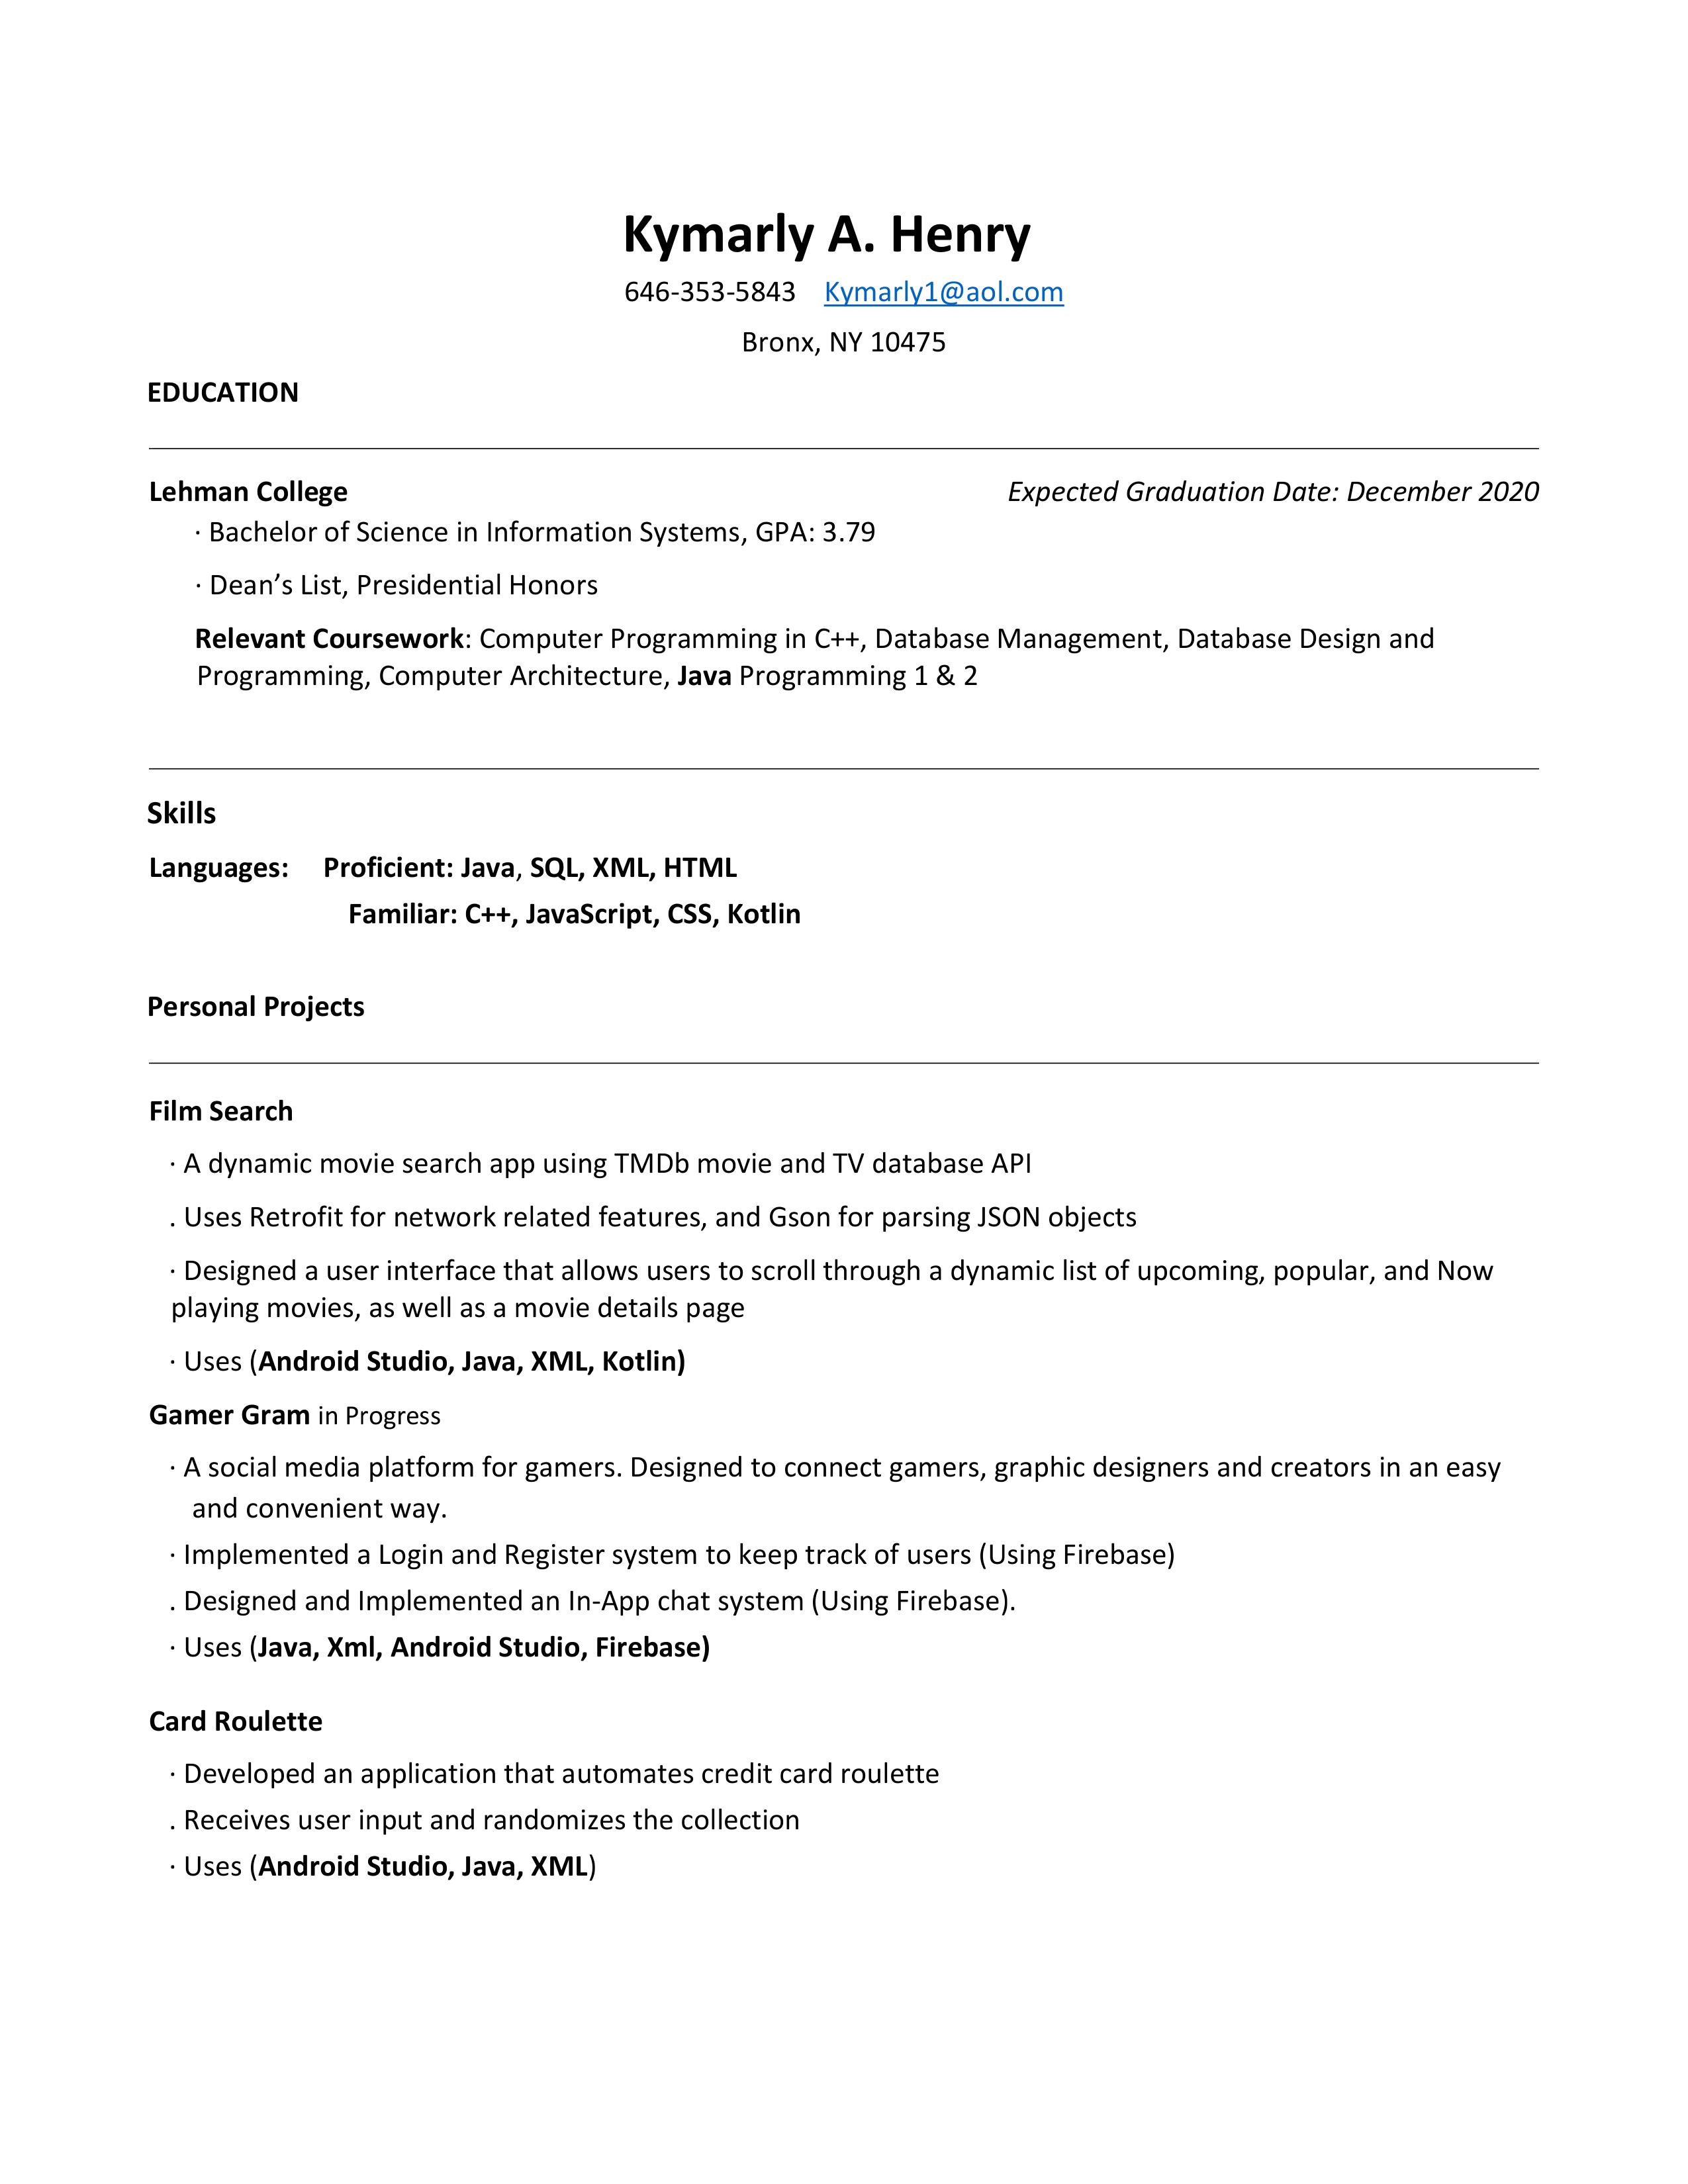 Kymarly A. Henry
646-353-5843 Kymarly1@aol.com
Bronx, NY 10475
EDUCATION
Lehman College Expected Graduation Date: December 2020
· Bachelor of Science in Information Systems, GPA: 3.79
· Dean’s List, Presidential Honors
Relevant Coursework: Computer Programming in C++, Database Management, Database Design and
Programming, Computer Architecture, Java Programming 1 & 2
Skills
Languages: Proficient: Java, SQL, XML, HTML
Familiar: C++, JavaScript, CSS, Kotlin
Personal Projects
Film Search
· A dynamic movie search app using TMDb movie and TV database API
. Uses Retrofit for network related features, and Gson for parsing JSON objects
· Designed a user interface that allows users to scroll through a dynamic list of upcoming, popular, and Now
playing movies, as well as a movie details page
· Uses (Android Studio, Java, XML, Kotlin)
Gamer Gram in Progress
· A social media platform for gamers. Designed to connect gamers, graphic designers and creators in an easy
and convenient way.
· Implemented a Login and Register system to keep track of users (Using Firebase)
. Designed and Implemented an In-App chat system (Using Firebase).
· Uses (Java, Xml, Android Studio, Firebase)
Card Roulette
· Developed an application that automates credit card roulette
. Receives user input and randomizes the collection
· Uses (Android Studio, Java, XML)